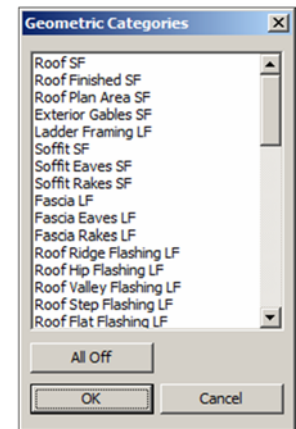 Geometric Categories
Roof SF
Roof Finished SF
Roof Plan Area SF
Exterior Gables SF
Ladder Framing LF
Soffit SF
Soffit Eaves SF
Soffit Rakes SF
Fascia LF
Fascia Eaves LF
Fascia Rakes LF
Roof Ridge Flashing LF
Roof Hip Flashing LF
Roof Valley Flashing LF
Roof Step Flashing LF
Roof Flat Flashing LF
All Off
OK
Cancel